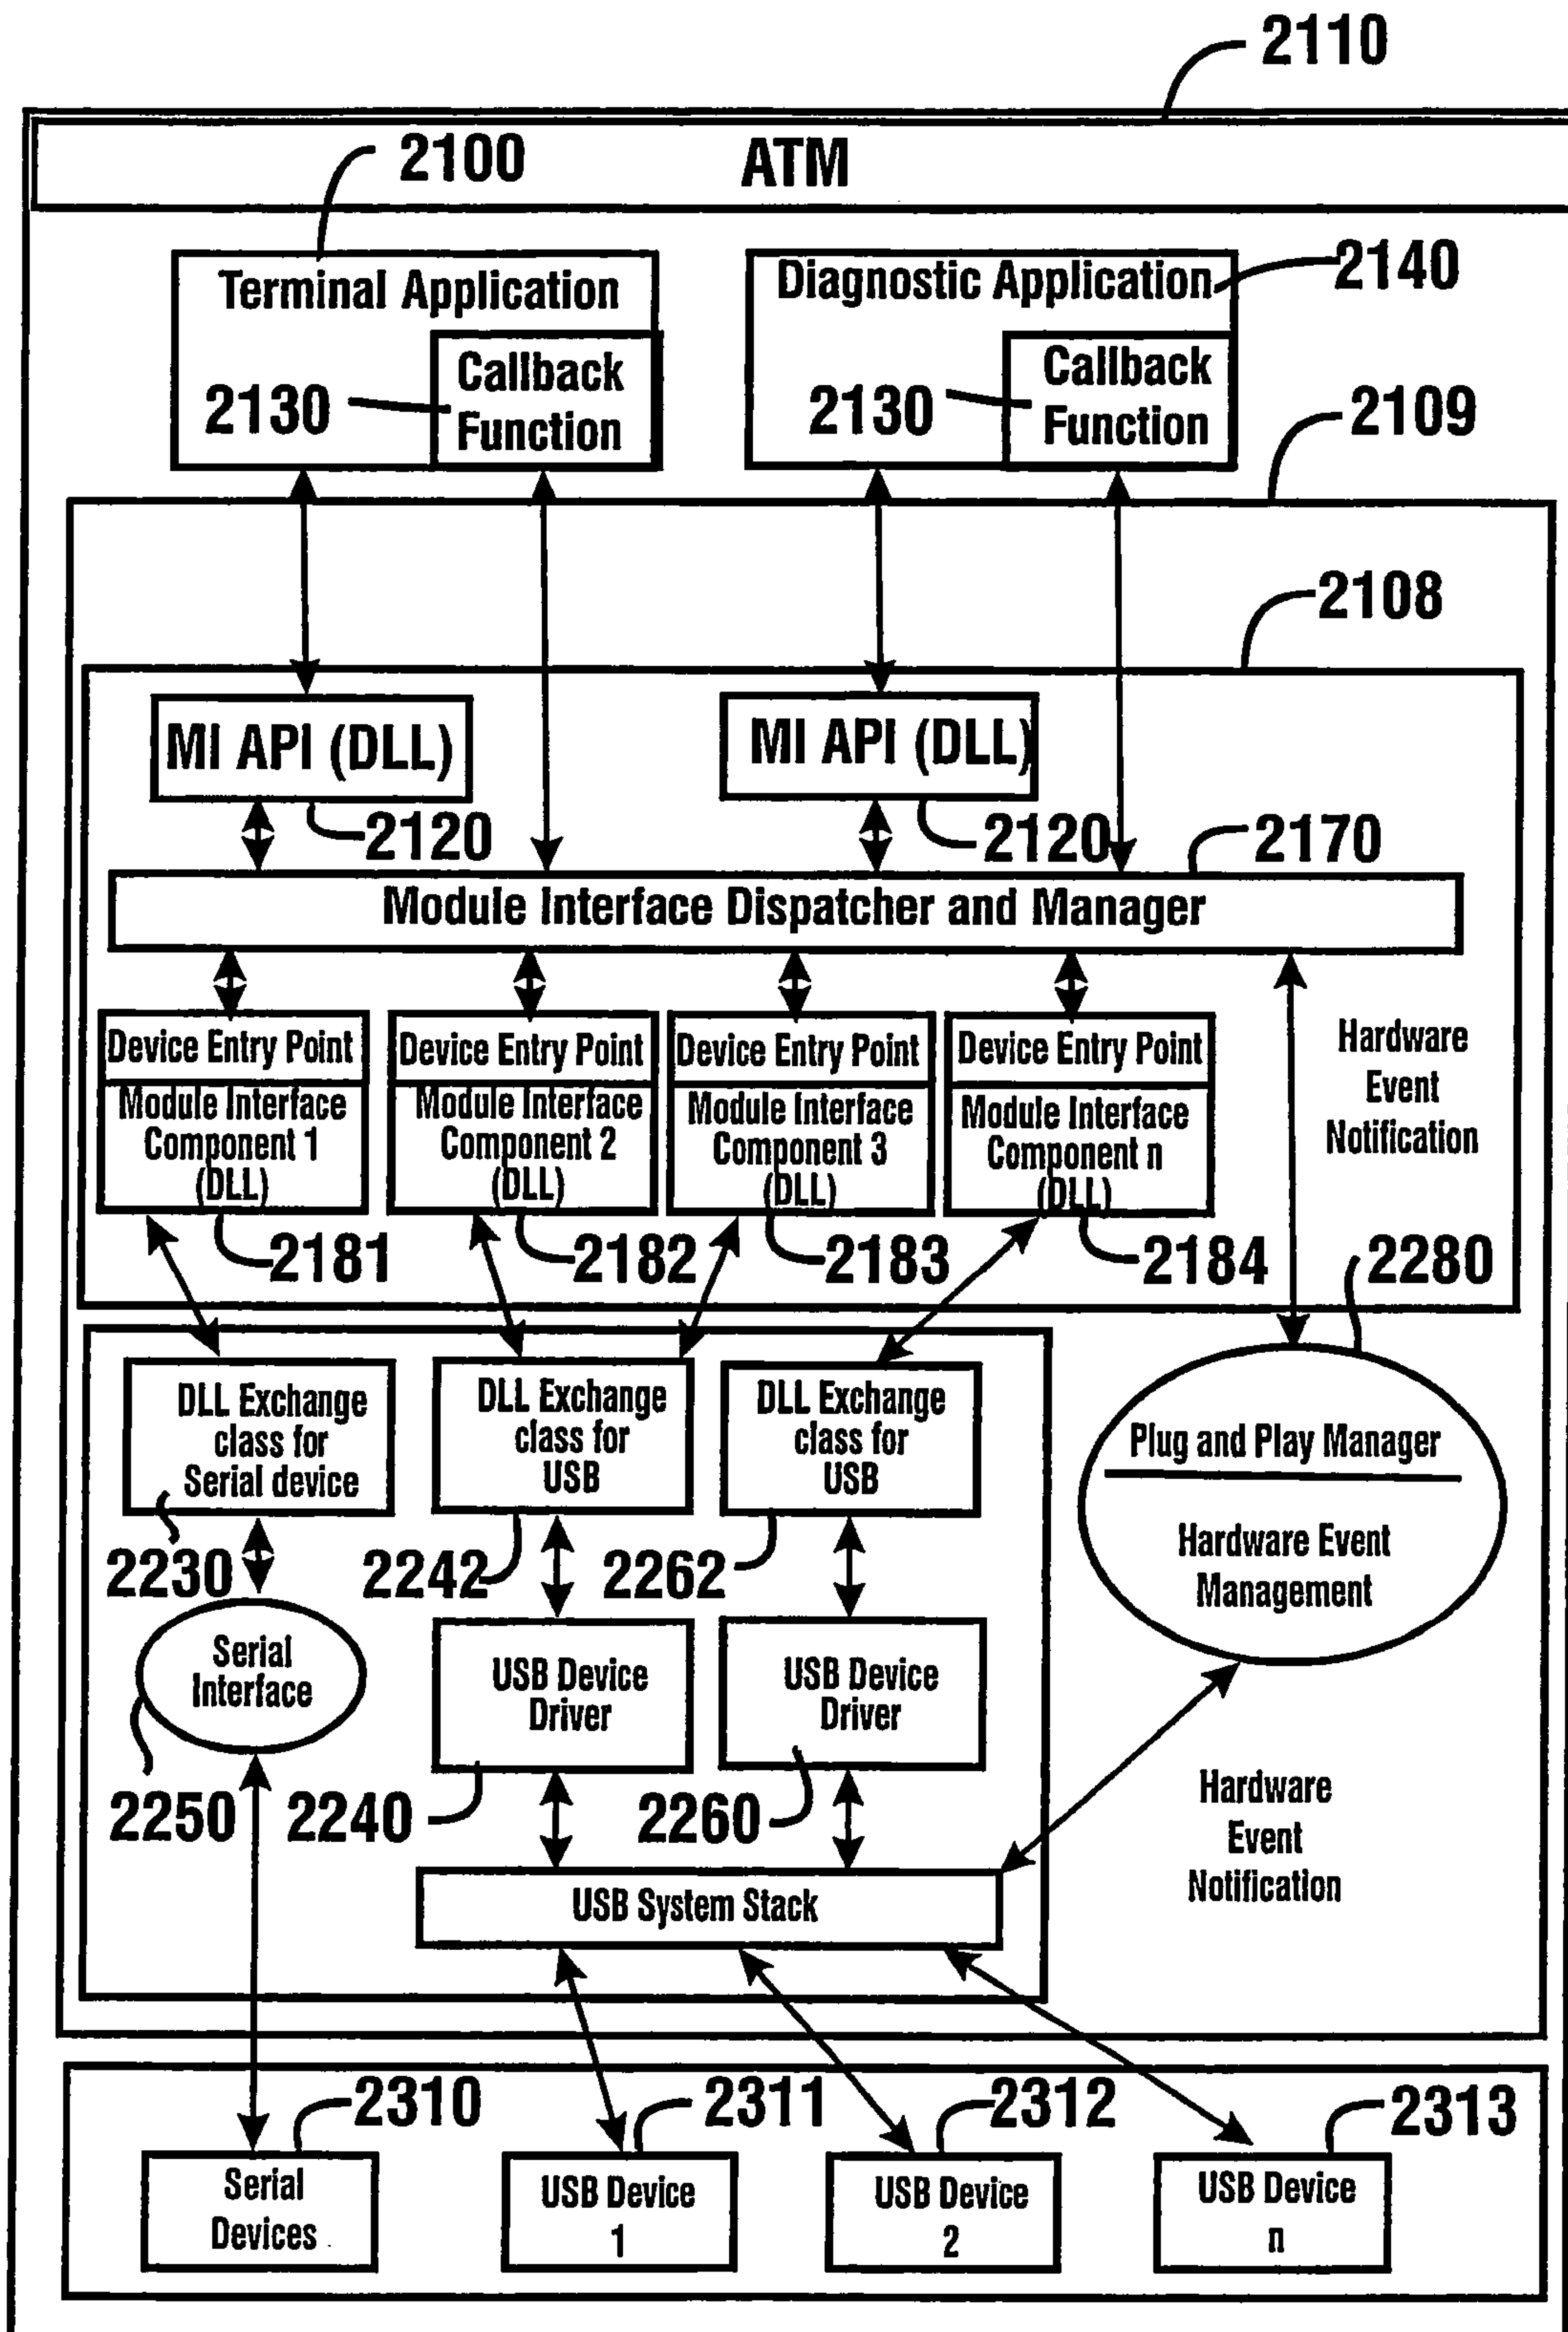 2110
2100
ATM
Terminal Application
Callback
Function
2130
Diagnostic Application
2140
Callback
Function
2130
2109
2108
MI API (DLL)
MI API (DLL)
2120
2120
2170
Module Interface Dispatcher and Manager
Device Entry Point
Module Interface
Component 1
(DLL)
Device Entry Point
Module Interface
Component 2
(DLL)
Device Entry Point
Module Interface
Component 3
(DLL)
Device Entry Point
Module Interface
Component n
(DLL)
Hardware
Event
Notification
2181
2182
2183
2184
2280
DLL Exchange
class for
Serial device
DLL Exchange
class for
USB
DLL Exchange
class for
USB
Plug and Play Manager
Hardware Event
Management
2230
2242
2262
Serial
Interface
USB Device
Driver
USB Device
Driver
2250
2240
2260
Hardware
Event
Notification
USB System Stack
2310
2311
2312
2313
Serial
Devices
USB Device
1
USB Device
2
USB Device
n